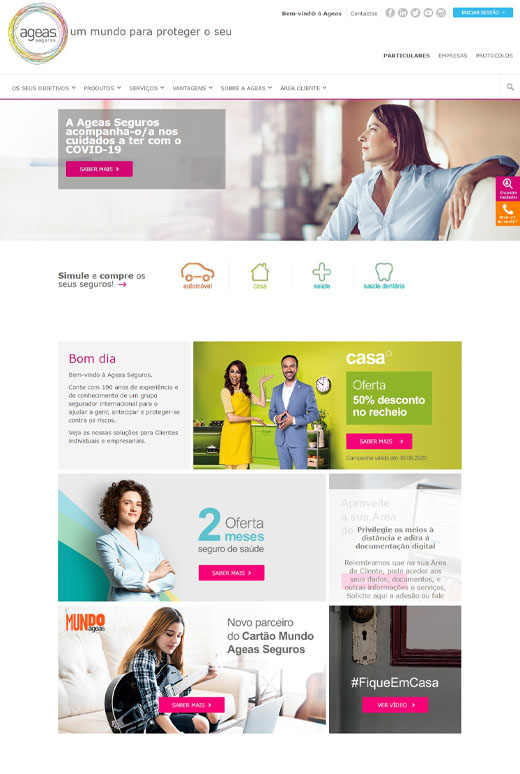 ageas
seguros
um mundo para proteger o seu
Bem-vindO à Ageas
Contactos
INICIAR SESSÃO >
PARTICULARES EMPRESAS PROTOCOLOS
OS SEUS OBJETIVOS PRODUTOS SERVIÇOS VANTAGENS SOBRE A AGEAS ÁREA CLIENTE
A Ageas Seguros
acompanha-o/a nos
cuidados a ter com o
COVID-19
SABER MAIS >
Simule e compre os
seus seguros! →
automóvel
casa
saúde
saúde dentária
Bom dia
Bem-vindo à Ageas Seguros.
Conte com 190 anos de experiência e
de conhecimento de um grupo
segurador internacional para o
ajudar a gerir, antecipar e proteger-se
contra os riscos.
Veja as nossas soluções para Clientes
individuais e empresariais.
casa
Oferta
50% desconto
no recheio
SABER MAIS >
Campanha válida até 30 06 2020
2 Oferta
meses
seguro de saúde
SABER MAIS >
Aproveite
a sua Área
de
Privilegie os meios à
distância e adira à
documentação digital
Relembramos que na sua Área
de Cliente, pode aceder aos
seus dados, documentos, e
outras informações e serviços,
Solicite aqui a adesão ou fale
MUNDO
ageas
Novo parceiro
do Cartão Mundo
Ageas Seguros
SABER MAIS >
#FiqueEmCasa
VER VÍDEO >